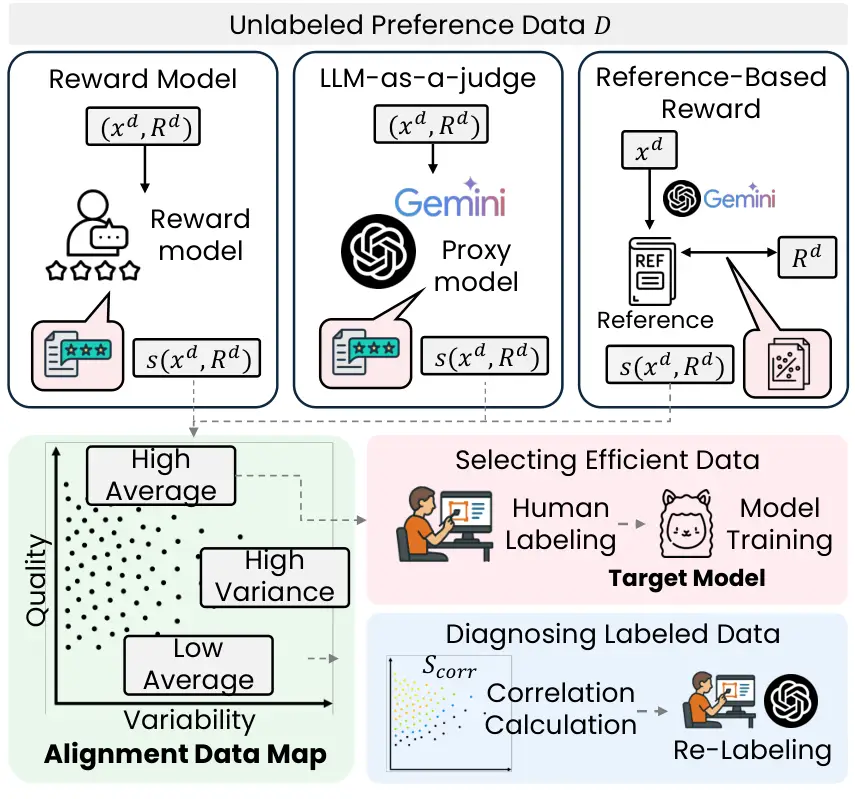 Unlabeled Preference Data D
Reward Model
(x^d, R^d)
Reward
model
s(x^d, R^d)
LLM-as-a-judge
(x^d, R^d)
Gemini
Proxy
model
s(x^d, R^d)
Reference-Based
Reward
x^d
Gemini
REF
R^d
Reference
s(x^d, R^d)
High
Average
High
Variance
Low
Average
Quality
Variability
Alignment Data Map
Selecting Efficient Data
Human
Labeling
Model
Training
Target Model
Diagnosing Labeled Data
S_corr
Correlation
Calculation
Re-Labeling